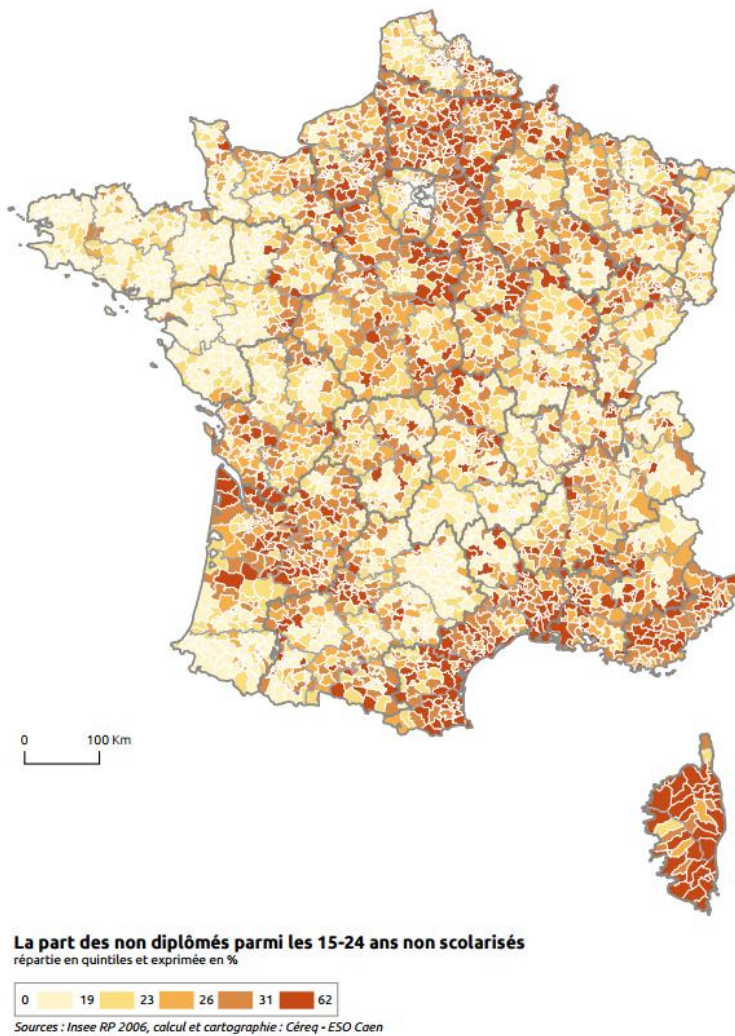 0 100 Km
La part des non diplômés parmi les 15-24 ans non scolarisés
répartie en quintiles et exprimée en %
0 19 23 26 31 62
Sources : Insee RP 2006, calcul et cartographie : Céreq - ESO Caen